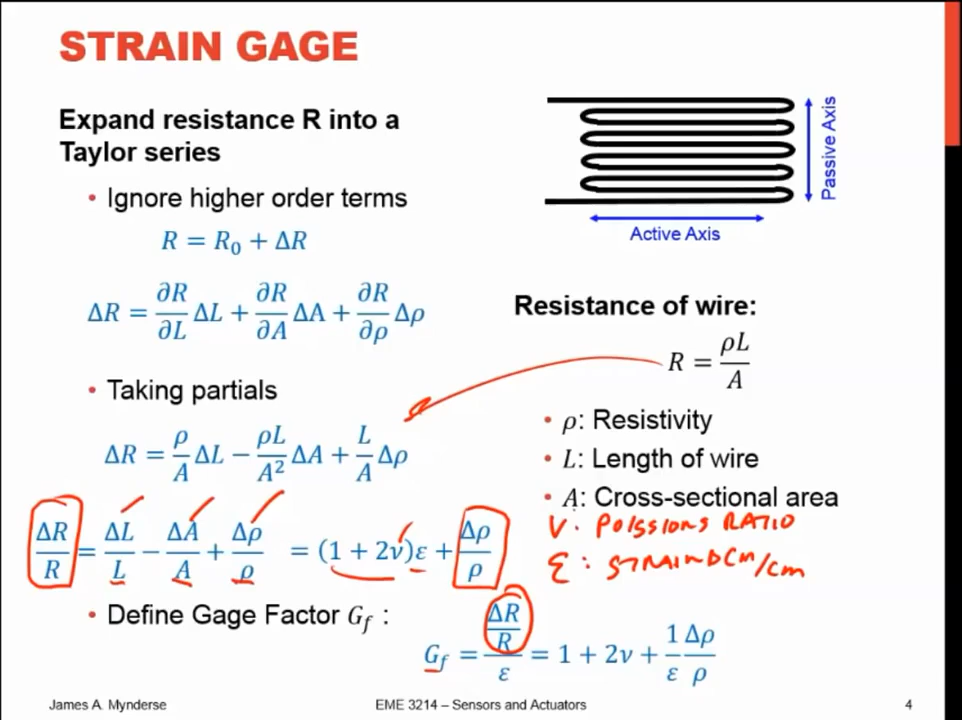 STRAIN GAGE
Expand resistance R into a
Taylor series
• Ignore higher order terms
R = R₀ + ΔR
ΔR = ∂R/∂L ΔL + ∂R/∂A ΔA + ∂R/∂ρ Δρ
• Taking partials
ΔR = ρ/A ΔL − ρL/A² ΔA + L/A Δρ
ΔR/R = ΔL/L − ΔA/A + Δρ/ρ = (1 + 2ν)ε + Δρ/ρ
• Define Gage Factor G_f :
G_f = (ΔR/R)/ε = 1 + 2ν + 1/ε Δρ/ρ
Passive Axis
Active Axis
Resistance of wire:
R = ρL/A
• ρ: Resistivity
• L: Length of wire
• A: Cross-sectional area
V: POISSIONS RATIO
ε: STRAIN DCM/CM
James A. Mynderse
EME 3214 – Sensors and Actuators
4